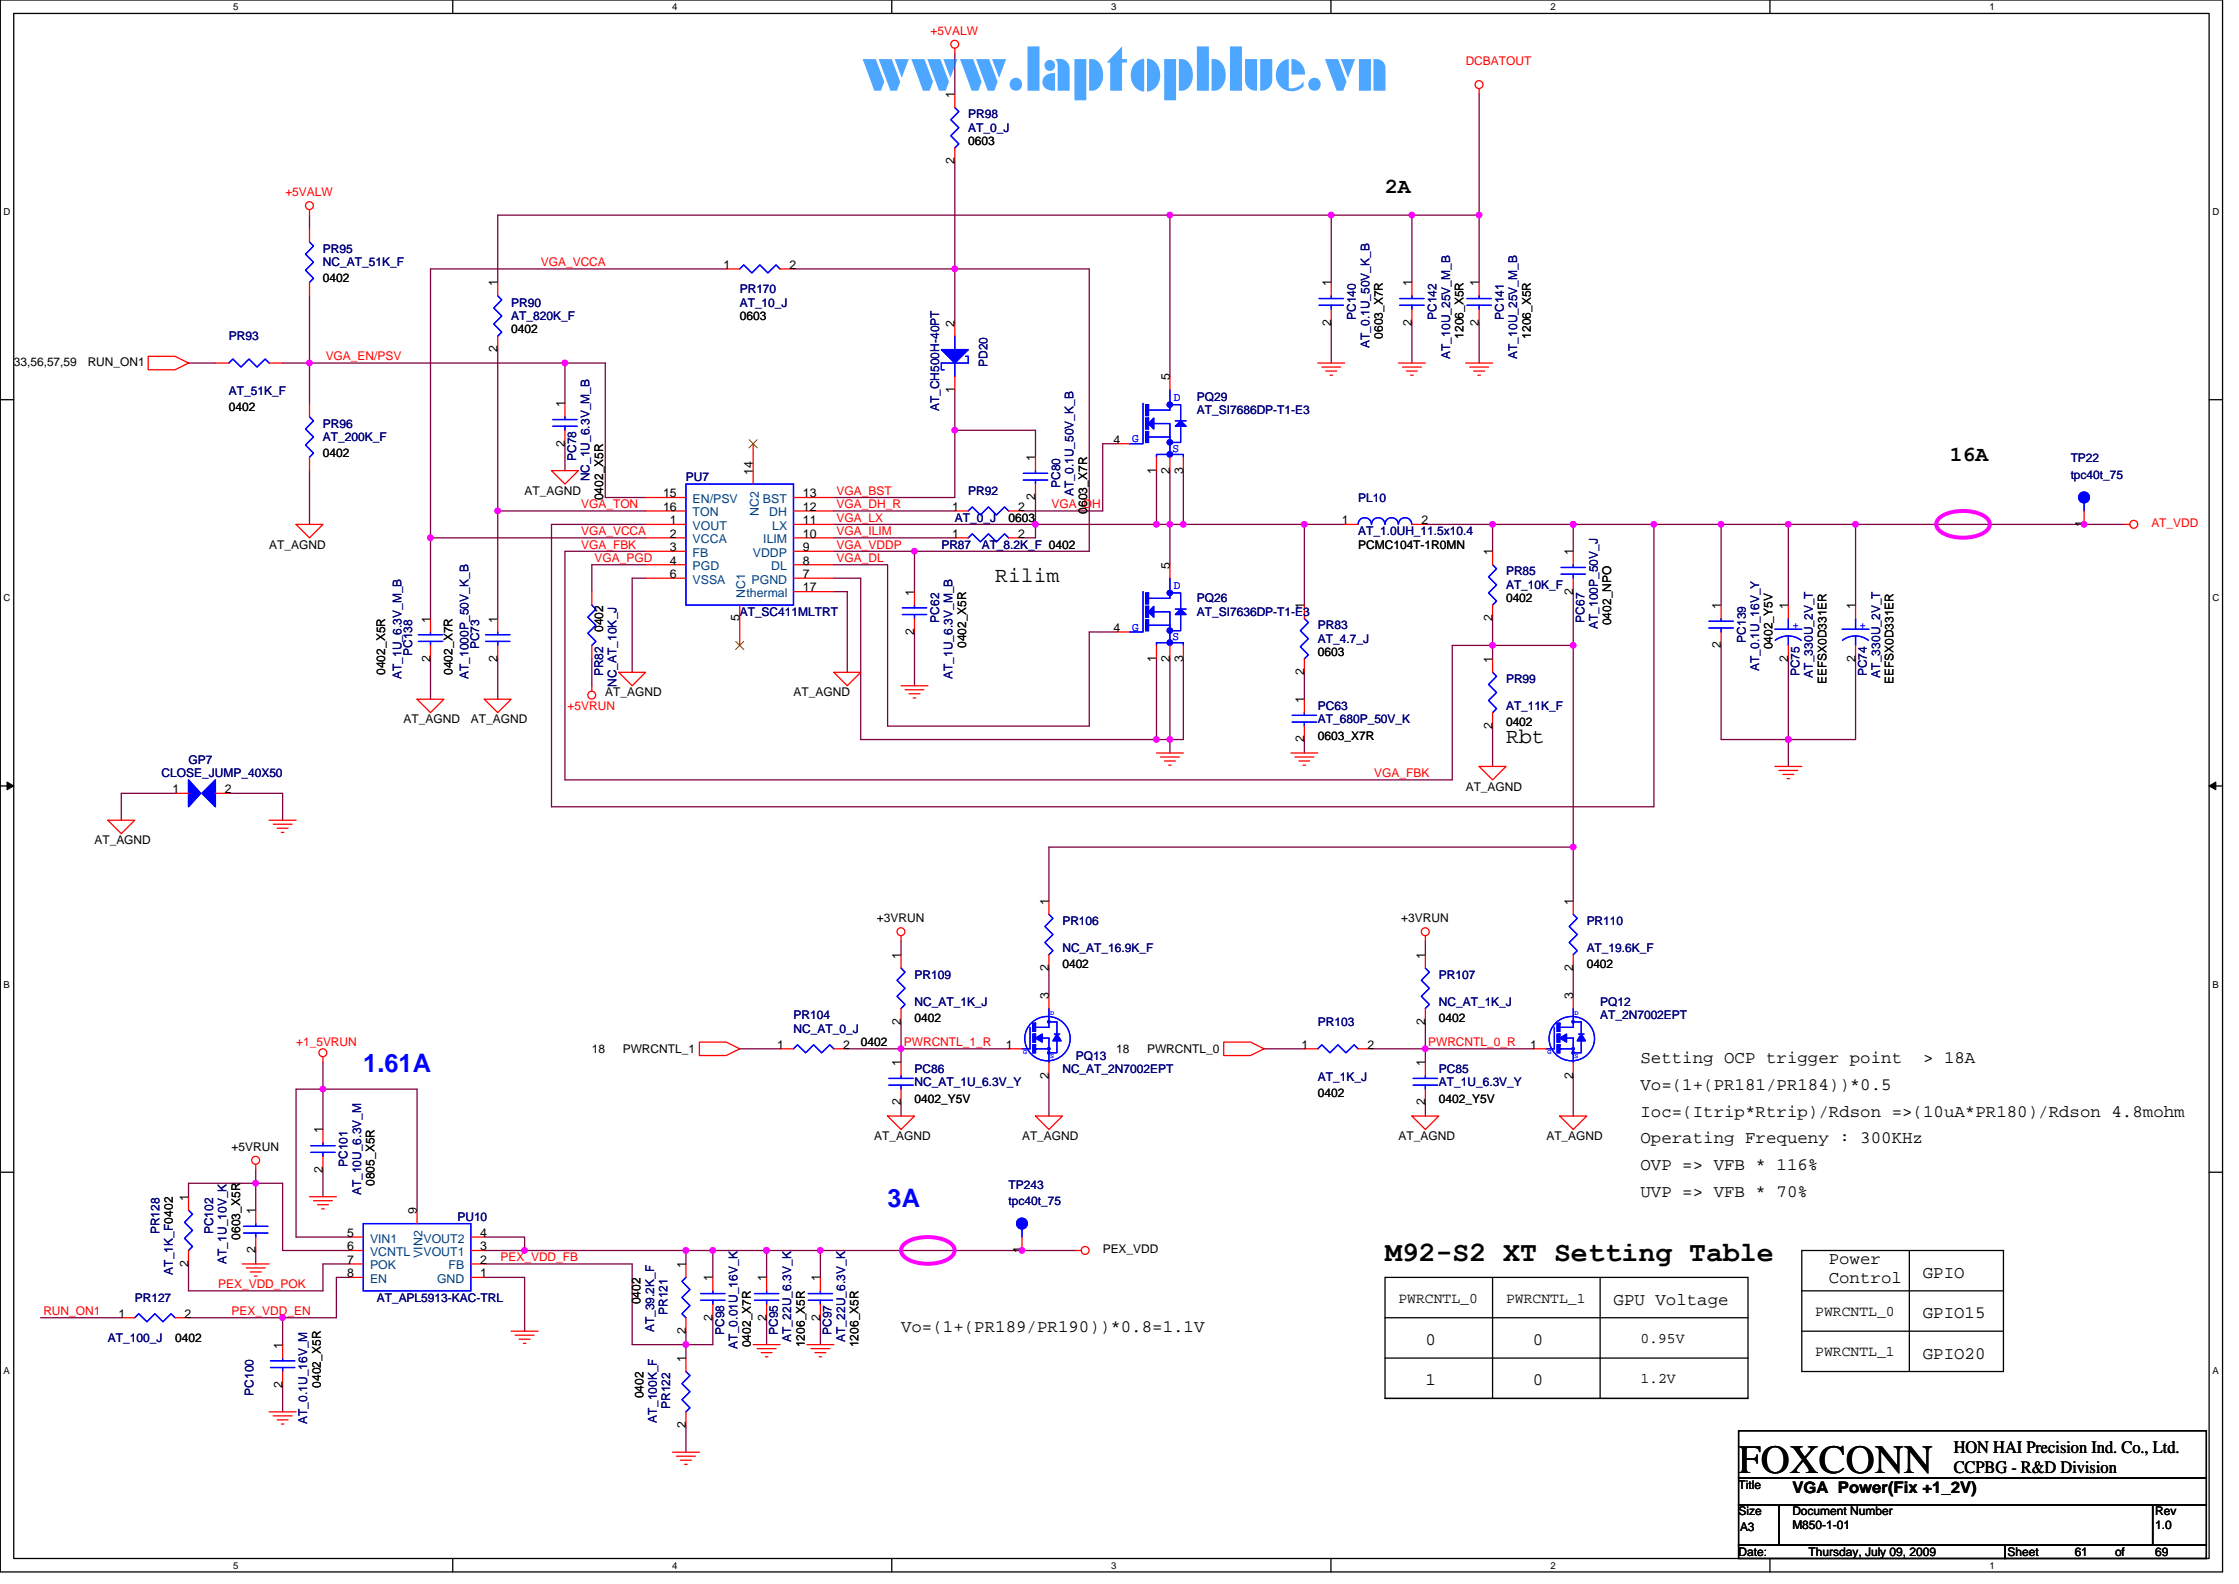 5 4 3 2 1
www.laptopblue.vn
+5VALW
PR98
AT_0_J
0603
DCBATOUT
2A
+5VALW
PR95
NC_AT_51K_F
0402
VGA_VCCA
PR170
AT_10_J
0603
PR90
AT_820K_F
0402
PR93
AT_51K_F
0402
33,56,57,59 RUN_ON1
VGA_EN/PSV
PR96
AT_200K_F
0402
AT_AGND
PC78
NC_1U_6.3V_M_B
0402_X5R
AT_AGND
AT_CH500H-40PT
PD20
PC80
AT_0.1U_50V_K_B
0603_X7R
PC140
AT_0.1U_50V_K_B
0603_X7R
PC142
AT_10U_25V_M_B
1206_X5R
PC141
AT_10U_25V_M_B
1206_X5R
PQ29
AT_SI7686DP-T1-E3
PU7
EN/PSV
TON
VOUT
VCCA
FB
PGD
VSSA
NC2
BST
DH
LX
ILIM
VDDP
DL
PGND
thermal
NC1
AT_SC411MLTRT
VGA_TON
VGA_VCCA
VGA_FBK
VGA_PGD
VGA_BST
VGA_DH_R
VGA_LX
VGA_ILIM
VGA_VDDP
VGA_DL
PR92
AT_0_J 0603
VGA_DH
PR87 AT_8.2K_F 0402
Rilim
PQ26
AT_SI7636DP-T1-E3
PL10
AT_1.0UH_11.5x10.4
PCMC104T-1R0MN
16A
TP22
tpc40t_75
AT_VDD
PR85
AT_10K_F
0402
PC67
AT_100P_50V_J
0402_NPO
PR83
AT_4.7_J
0603
PC63
AT_680P_50V_K
0603_X7R
PR99
AT_11K_F
0402
Rbt
AT_AGND
PC139
AT_0.1U_16V_Y
0402_Y5V
PC75
AT_330U_2V_T
EEFSX0D331ER
PC74
AT_330U_2V_T
EEFSX0D331ER
0402_X5R
AT_1U_6.3V_M_B
PC138
AT_AGND
0402_X7R
AT_1000P_50V_K_B
PC73
AT_AGND
PR82
0402
NC_AT_10K_J
+5VRUN
AT_AGND
AT_AGND
PC62
AT_1U_6.3V_M_B
0402_X5R
VGA_FBK
GP7
CLOSE_JUMP_40X50
AT_AGND
+3VRUN
PR109
NC_AT_1K_J
0402
PR104
NC_AT_0_J
0402
18 PWRCNTL_1
PWRCNTL_1_R
PC86
NC_AT_1U_6.3V_Y
0402_Y5V
AT_AGND
PR106
NC_AT_16.9K_F
0402
PQ13
NC_AT_2N7002EPT
AT_AGND
+3VRUN
PR107
NC_AT_1K_J
0402
PR103
AT_1K_J
0402
18 PWRCNTL_0
PWRCNTL_0_R
PC85
AT_1U_6.3V_Y
0402_Y5V
AT_AGND
PR110
AT_19.6K_F
0402
PQ12
AT_2N7002EPT
AT_AGND
Setting OCP trigger point > 18A
Vo=(1+(PR181/PR184))*0.5
Ioc=(Itrip*Rtrip)/Rdson =>(10uA*PR180)/Rdson 4.8mohm
Operating Frequeny : 300KHz
OVP => VFB * 116%
UVP => VFB * 70%
+1_5VRUN
1.61A
PC101
AT_10U_6.3V_M
0805_X5R
+5VRUN
PR128
AT_1K_F0402
PC102
AT_1U_10V_K
0603_X5R
PU10
VIN1
VCNTL
POK
EN
VIN2
VOUT2
VOUT1
FB
GND
AT_APL5913-KAC-TRL
PEX_VDD_POK
PEX_VDD_FB
RUN_ON1
PR127
AT_100_J 0402
PEX_VDD_EN
PC100
AT_0.1U_16V_M
0402_X5R
0402
AT_39.2K_F
PR121
0402
AT_100K_F
PR122
PC98
AT_0.01U_16V_K
0402_X7R
PC95
AT_22U_6.3V_K
1206_X5R
PC97
AT_22U_6.3V_K
1206_X5R
3A
TP243
tpc40t_75
PEX_VDD
Vo=(1+(PR189/PR190))*0.8=1.1V
M92-S2 XT Setting Table
PWRCNTL_0 PWRCNTL_1 GPU Voltage
0 0 0.95V
1 0 1.2V
Power Control GPIO
PWRCNTL_0 GPIO15
PWRCNTL_1 GPIO20
FOXCONN
HON HAI Precision Ind. Co., Ltd.
CCPBG - R&D Division
Title VGA Power(Fix +1_2V)
Size Document Number Rev
A3 M850-1-01 1.0
Date: Thursday, July 09, 2009 Sheet 61 of 69
5 4 3 2 1